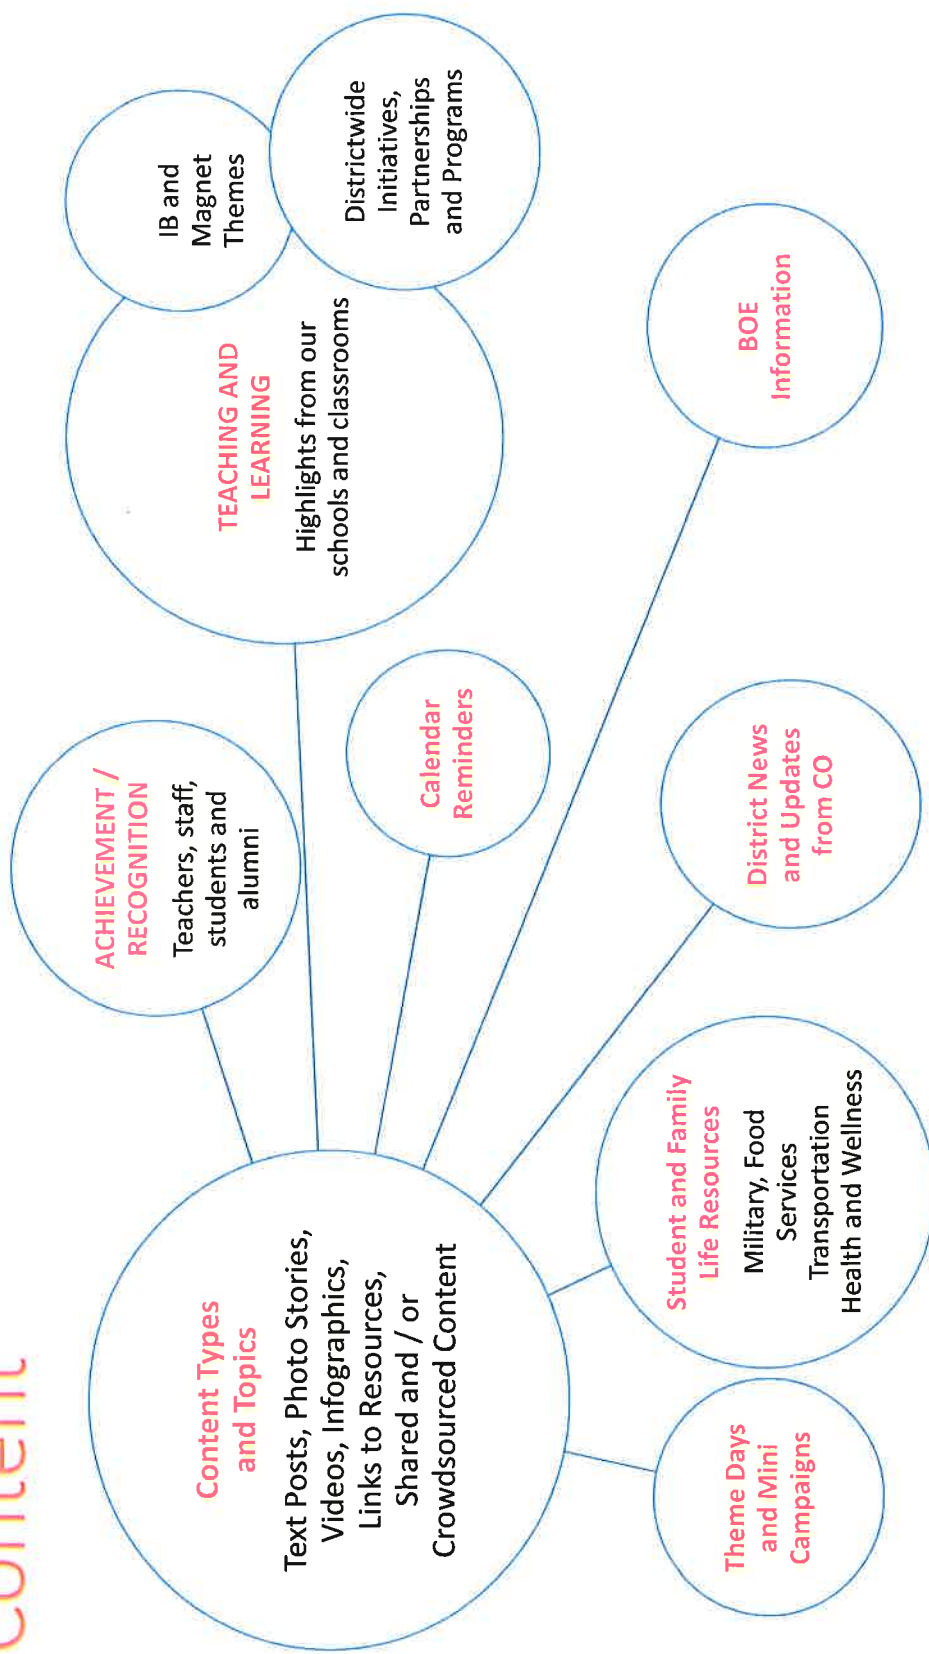 Content
Content Types
and Topics
Text Posts, Photo Stories,
Videos, Infographics,
Links to Resources,
Shared and / or
Crowdsourced Content
ACHIEVEMENT /
RECOGNITION
Teachers, staff,
students and
alumni
TEACHING AND
LEARNING
Highlights from our
schools and classrooms
IB and
Magnet
Themes
Districtwide
Initiatives,
Partnerships
and Programs
Calendar
Reminders
BOE
Information
District News
and Updates
from CO
Student and Family
Life Resources
Military, Food
Services
Transportation
Health and Wellness
Theme Days
and Mini
Campaigns